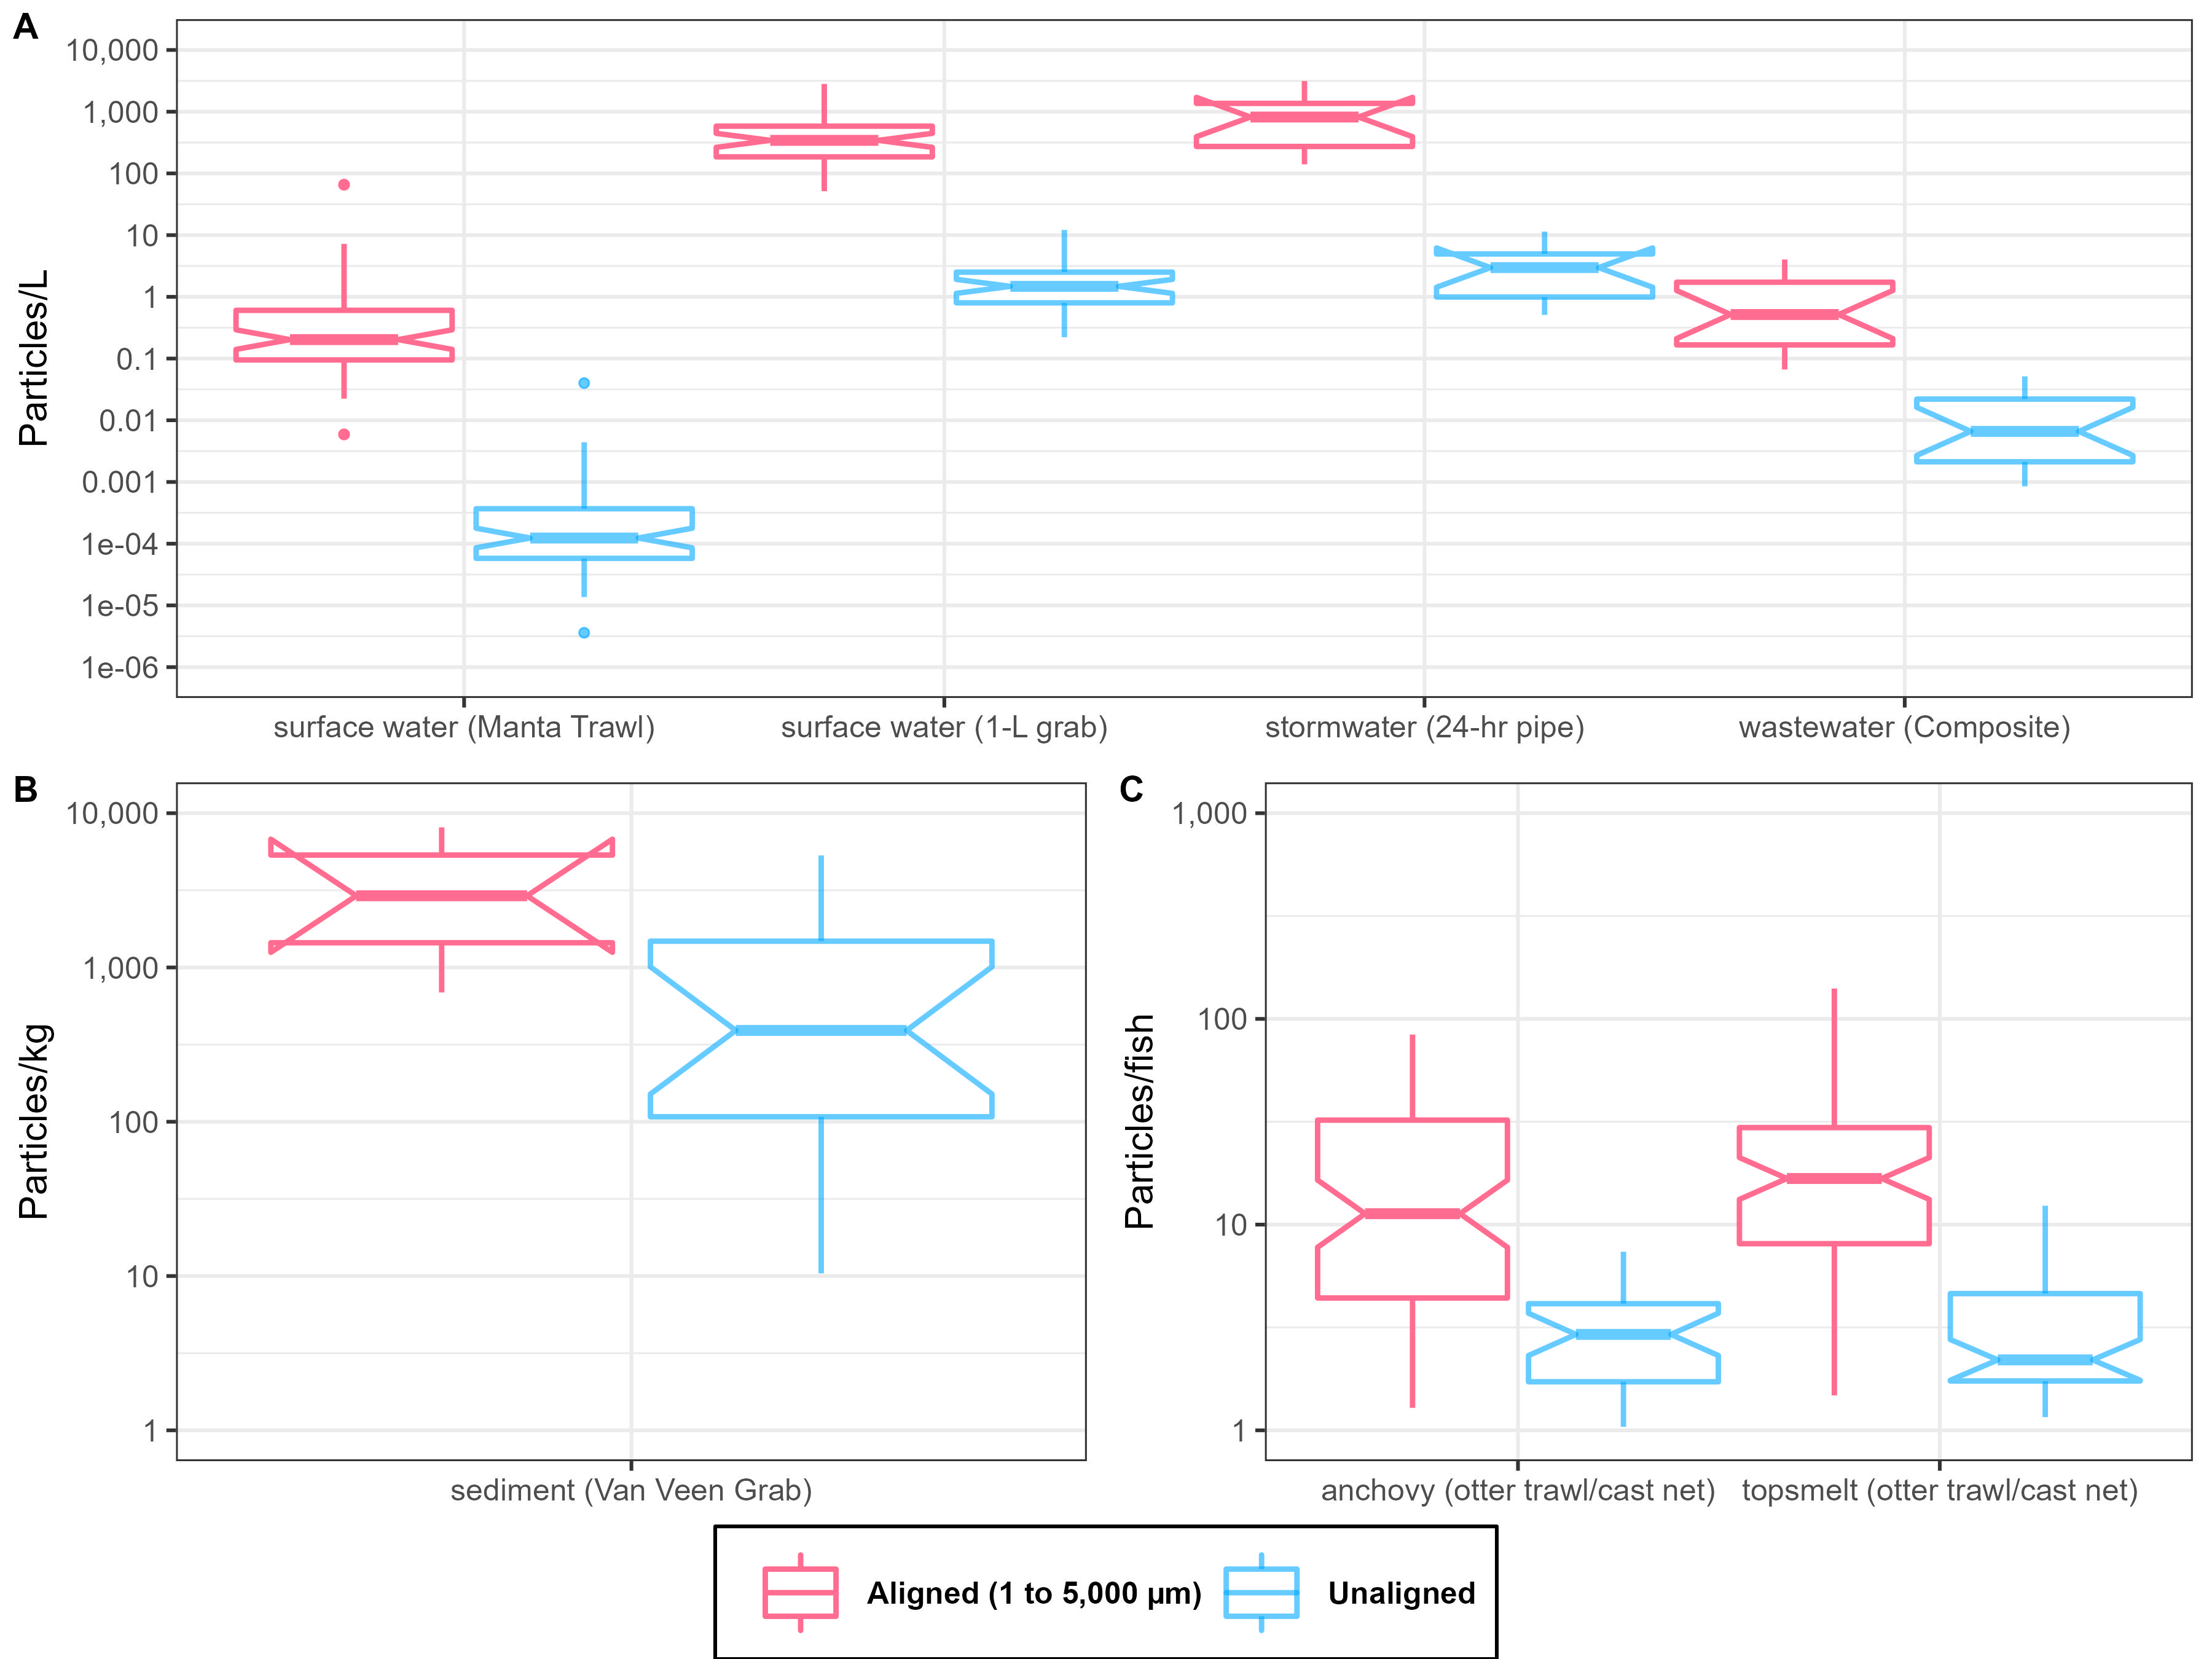 A
Particles/L
10,000
1,000
100
10
1
0.1
0.01
0.001
1e-04
1e-05
1e-06
surface water (Manta Trawl)
surface water (1-L grab)
stormwater (24-hr pipe)
wastewater (Composite)
B
Particles/kg
10,000
1,000
100
10
1
sediment (Van Veen Grab)
C
Particles/fish
1,000
100
10
1
anchovy (otter trawl/cast net)
topsmelt (otter trawl/cast net)
Aligned (1 to 5,000 µm)
Unaligned